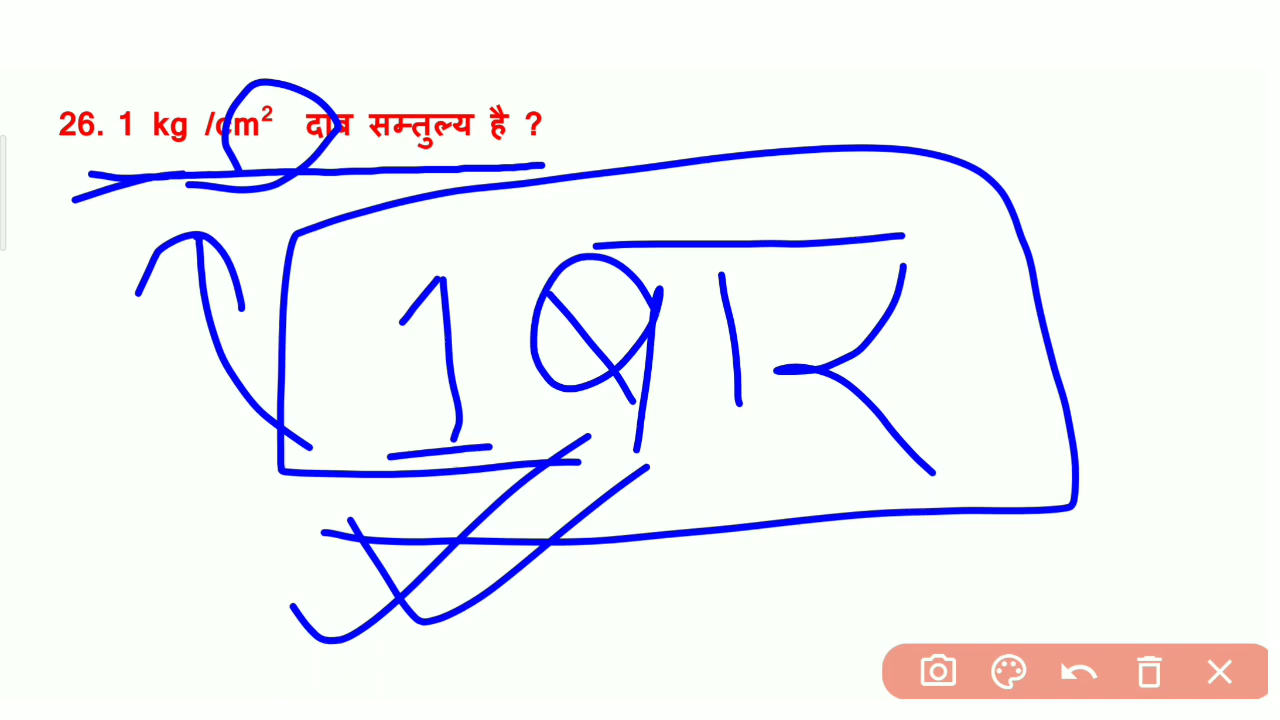 26. 1 kg /cm² दाब सम्तुल्य है ?
1 बार